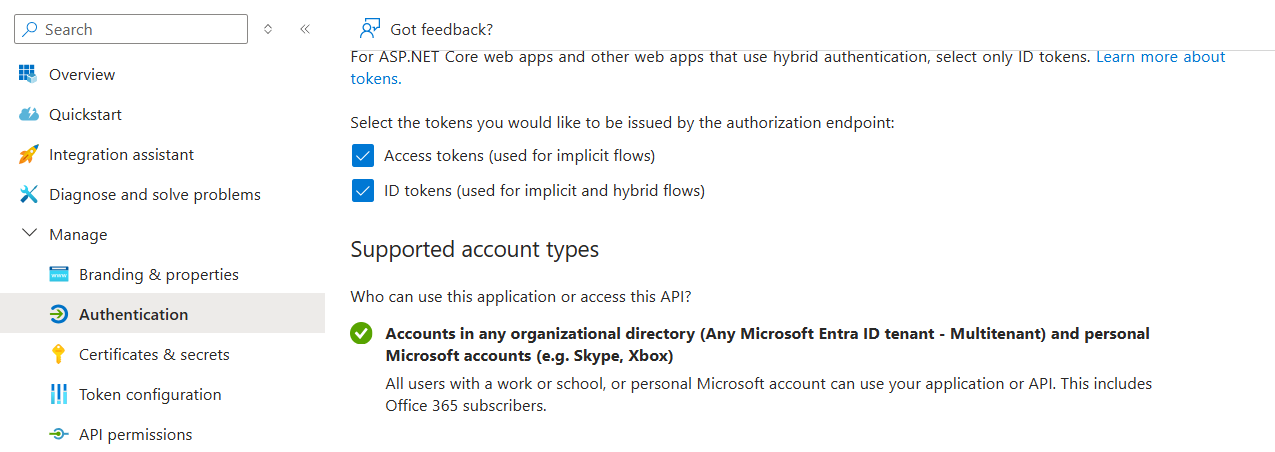 Search
Overview
Quickstart
Integration assistant
Diagnose and solve problems
Manage
Branding & properties
Authentication
Certificates & secrets
Token configuration
API permissions
Got feedback?
For ASP.NET Core web apps and other web apps that use hybrid authentication, select only ID tokens. Learn more about
tokens.
Select the tokens you would like to be issued by the authorization endpoint:
Access tokens (used for implicit flows)
ID tokens (used for implicit and hybrid flows)
Supported account types
Who can use this application or access this API?
Accounts in any organizational directory (Any Microsoft Entra ID tenant - Multitenant) and personal
Microsoft accounts (e.g. Skype, Xbox)
All users with a work or school, or personal Microsoft account can use your application or API. This includes
Office 365 subscribers.